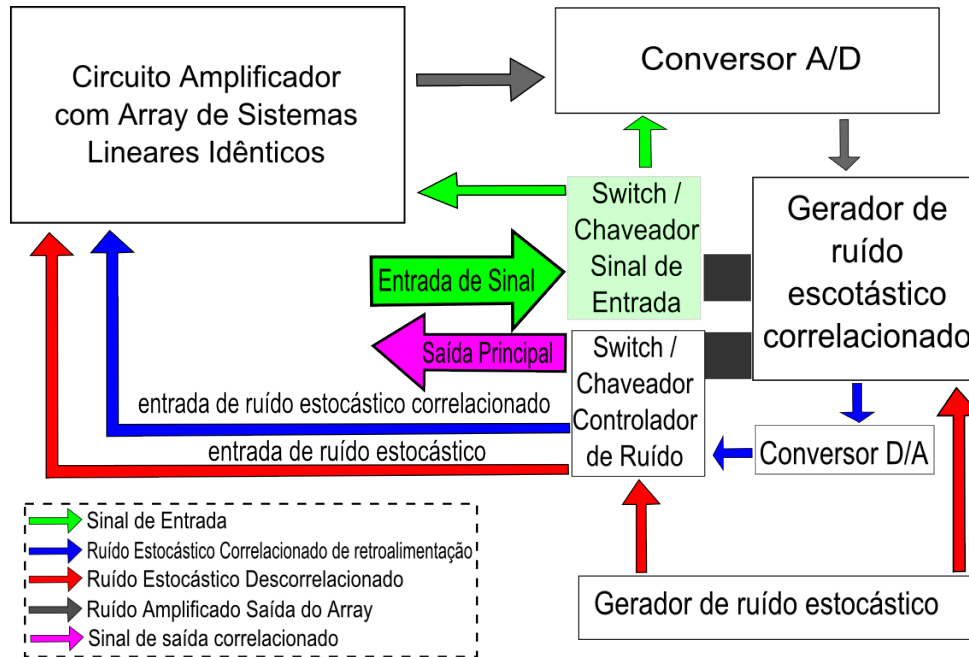 Circuito Amplificador
com Array de Sistemas
Lineares Idênticos
Conversor A/D
Switch /
Chaveador
Sinal de
Entrada
Gerador de
ruído
escotástico
correlacionado
Entrada de Sinal
Saída Principal
Switch /
Chaveador
Controlador
de Ruído
entrada de ruído estocástico correlacionado
entrada de ruído estocástico
Conversor D/A
Gerador de ruído estocástico
Sinal de Entrada
Ruído Estocástico Correlacionado de retroalimentação
Ruído Estocástico Descorrelacionado
Ruído Amplificado Saída do Array
Sinal de saída correlacionado